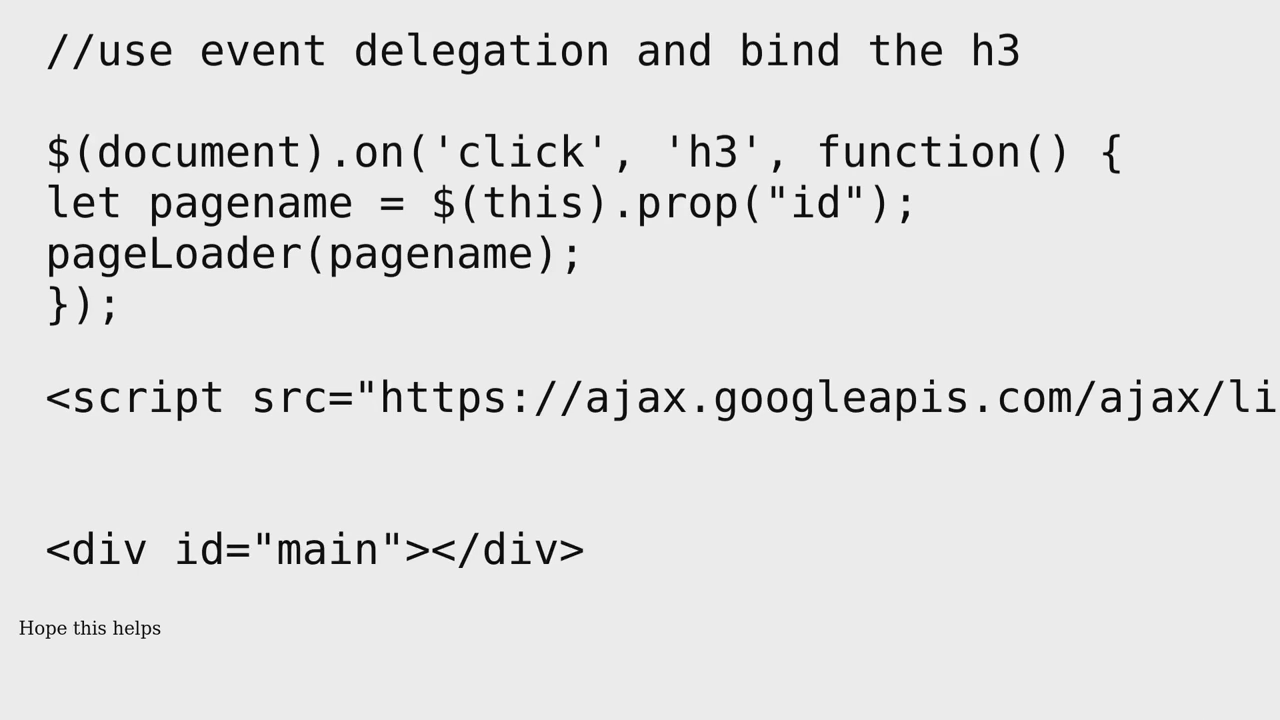 //use event delegation and bind the h3
$(document).on('click', 'h3', function() {
let pagename = $(this).prop("id");
pageLoader(pagename);
});
<script src="https://ajax.googleapis.com/ajax/li
<div id="main"></div>
Hope this helps